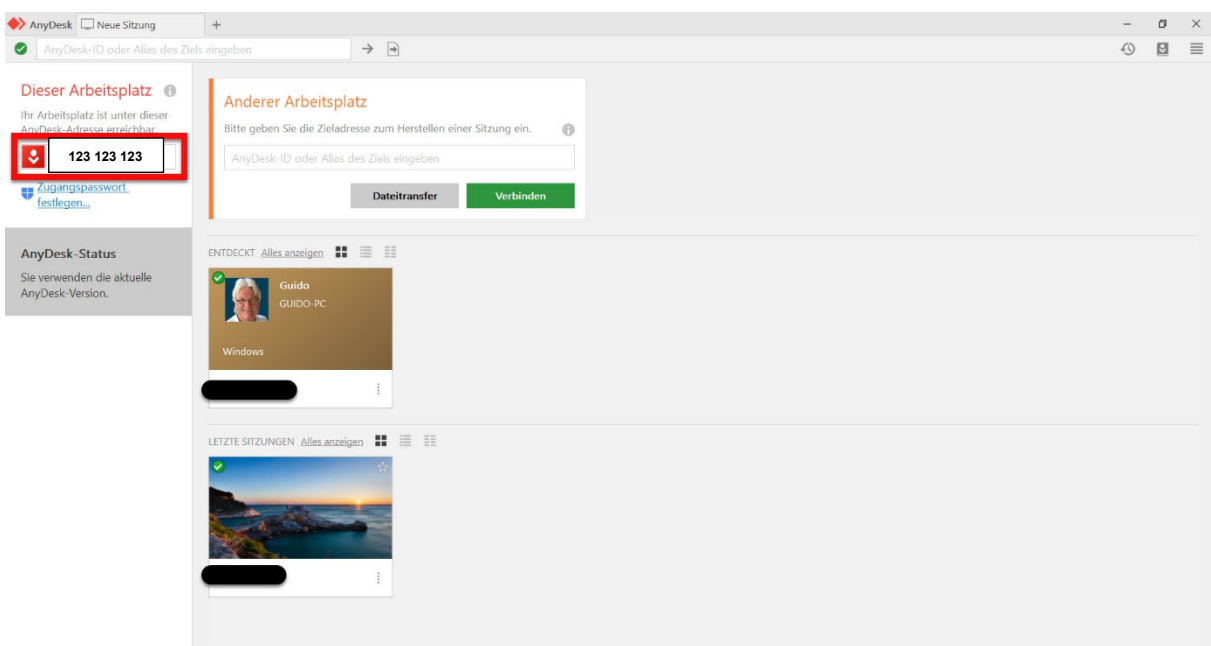 AnyDesk Neue Sitzung
AnyDesk-ID oder Alias des Ziels eingeben
Dieser Arbeitsplatz
Ihr Arbeitsplatz ist unter dieser
AnyDesk-Adresse erreichbar.
123 123 123
Zugangspasswort
festlegen...
AnyDesk-Status
Sie verwenden die aktuelle
AnyDesk-Version.
Anderer Arbeitsplatz
Bitte geben Sie die Zieladresse zum Herstellen einer Sitzung ein.
AnyDesk-ID oder Alias des Ziels eingeben
Dateitransfer Verbinden
ENTDECKT Alles anzeigen
Guido
GUIDO-PC
Windows
LETZTE SITZUNGEN Alles anzeigen